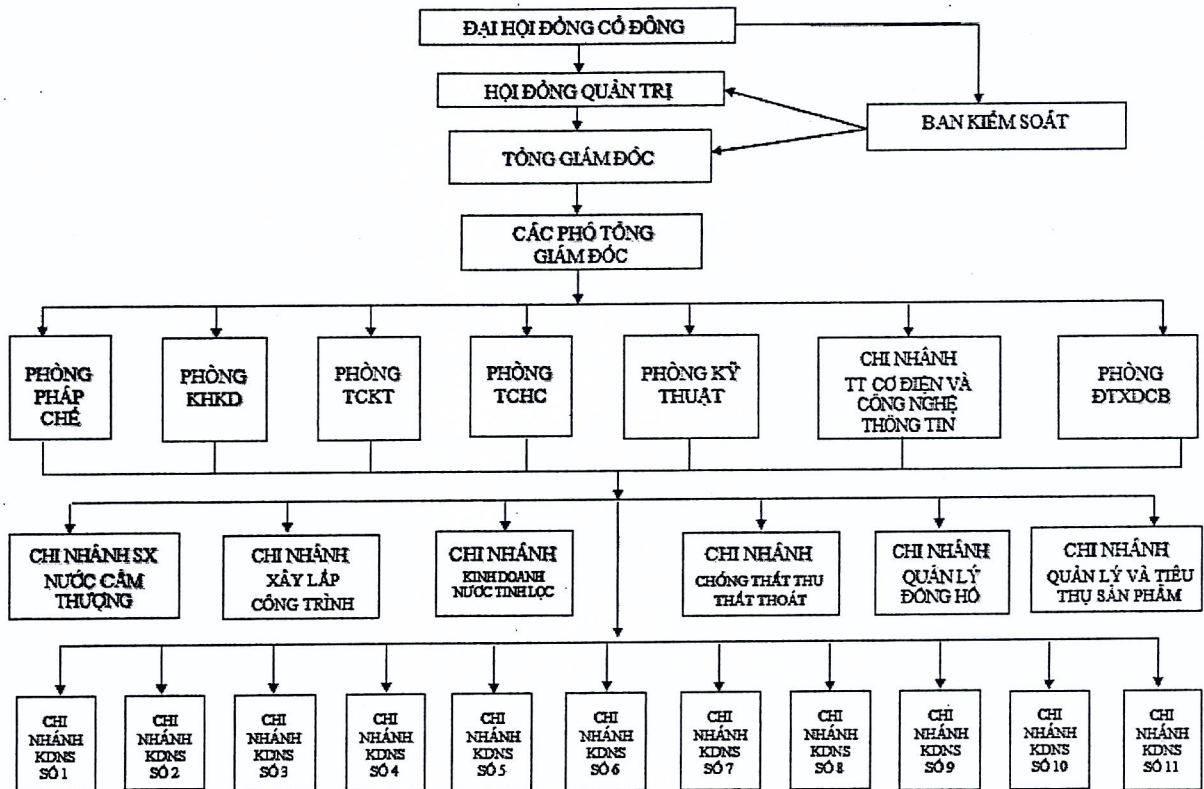 ĐẠI HỘI ĐỒNG CỔ ĐÔNG
HỘI ĐỒNG QUẢN TRỊ
BAN KIỂM SOÁT
TỔNG GIÁM ĐỐC
CÁC PHÓ TỔNG
GIÁM ĐỐC
PHÒNG
PHÁP
CHẾ
PHÒNG
KHKD
PHÒNG
TCKT
PHÒNG
TCHC
PHÒNG KỸ
THUẬT
CHI NHÁNH
TT CƠ ĐIỆN VÀ
CÔNG NGHỆ
THÔNG TIN
PHÒNG
ĐTXDCB
CHI NHÁNH SX
NƯỚC CẨM
THƯỢNG
CHI NHÁNH
XÂY LẮP
CÔNG TRÌNH
CHI NHÁNH
KINH DOANH
NƯỚC TINH LỌC
CHI NHÁNH
CHỐNG THẤT THU
THẤT THOÁT
CHI NHÁNH
QUẢN LÝ
ĐỒNG HỒ
CHI NHÁNH
QUẢN LÝ VÀ TIÊU
THỤ SẢN PHẨM
CHI
NHÁNH
KDNS
SỐ 1
CHI
NHÁNH
KDNS
SỐ 2
CHI
NHÁNH
KDNS
SỐ 3
CHI
NHÁNH
KDNS
SỐ 4
CHI
NHÁNH
KDNS
SỐ 5
CHI
NHÁNH
KDNS
SỐ 6
CHI
NHÁNH
KDNS
SỐ 7
CHI
NHÁNH
KDNS
SỐ 8
CHI
NHÁNH
KDNS
SỐ 9
CHI
NHÁNH
KDNS
SỐ 10
CHI
NHÁNH
KDNS
SỐ 11